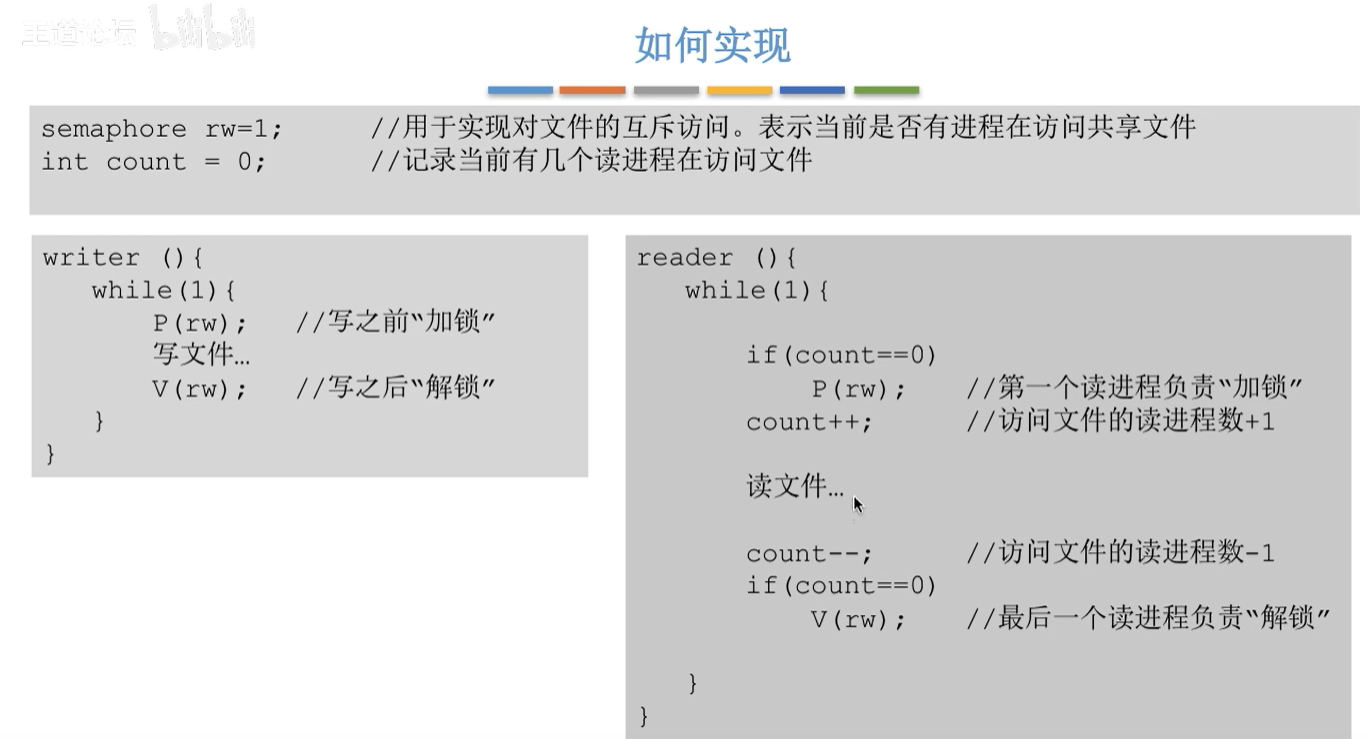 王道论坛 bilibili
如何实现
semaphore rw=1; //用于实现对文件的互斥访问。表示当前是否有进程在访问共享文件
int count = 0; //记录当前有几个读进程在访问文件
writer (){
while(1){
P(rw); //写之前“加锁”
写文件…
V(rw); //写之后“解锁”
}
}
reader (){
while(1){
if(count==0)
P(rw); //第一个读进程负责“加锁”
count++; //访问文件的读进程数+1
读文件…
count--; //访问文件的读进程数-1
if(count==0)
V(rw); //最后一个读进程负责“解锁”
}
}